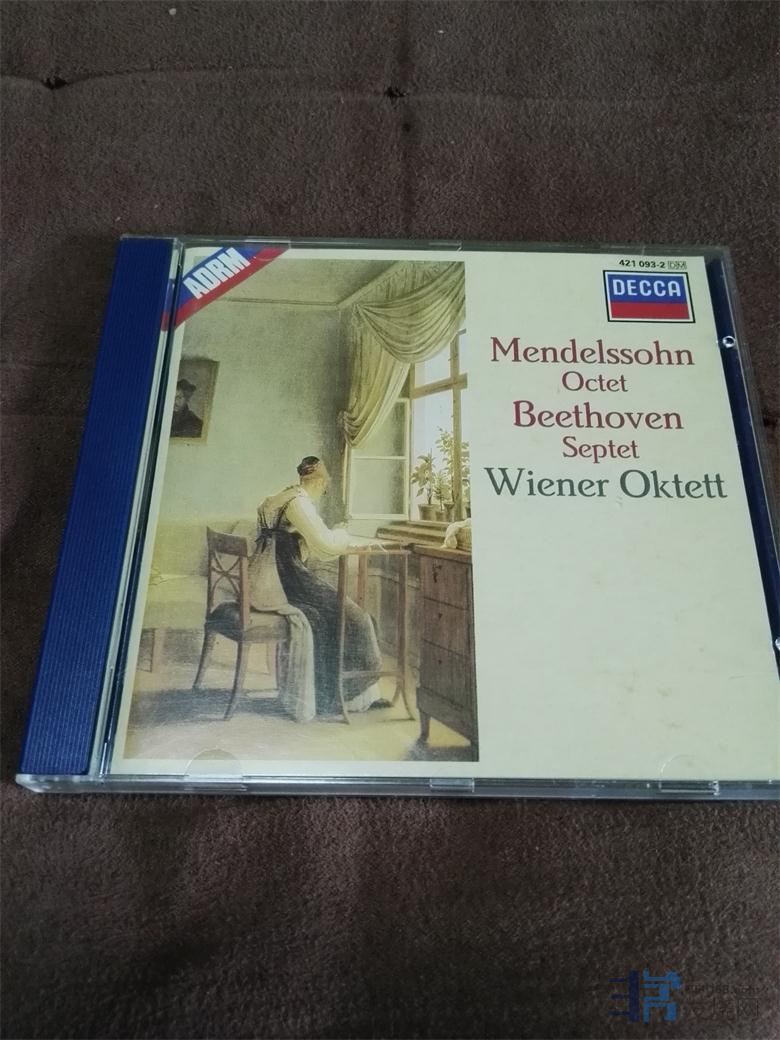 ADRM
421 093-2 DM
DECCA
Mendelssohn
Octet
Beethoven
Septet
Wiener Oktett